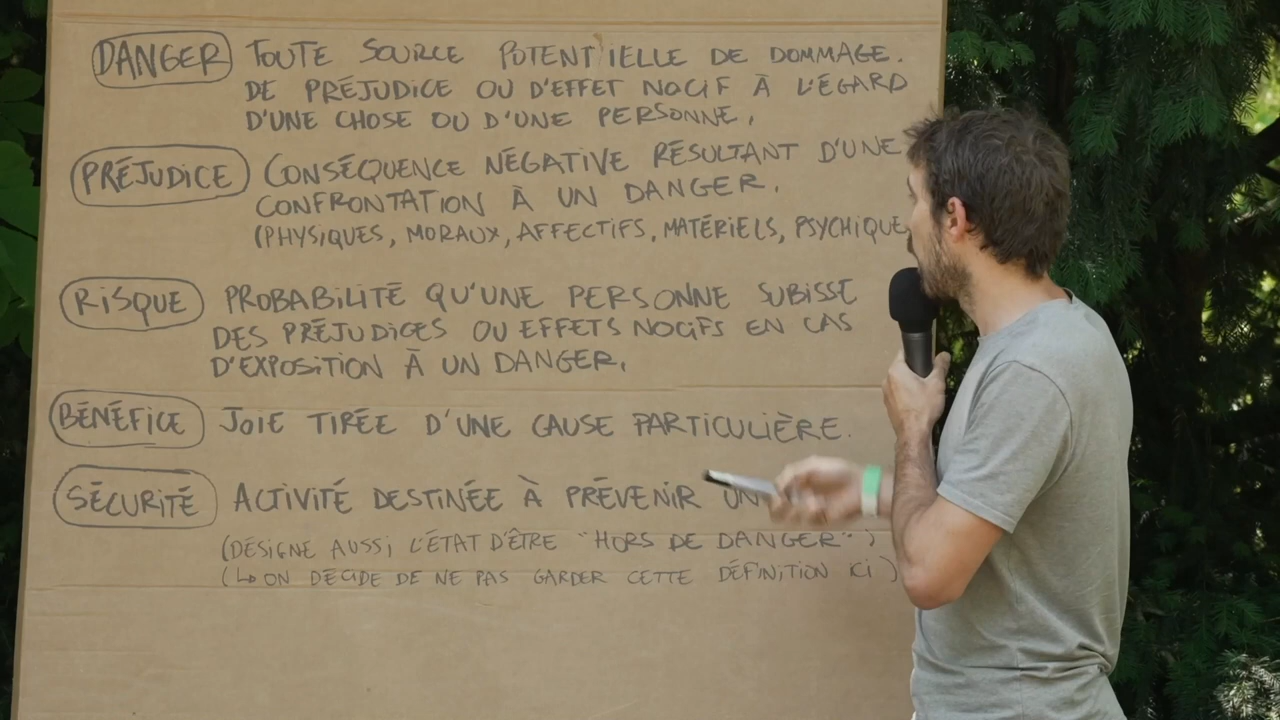 DANGER TOUTE SOURCE POTENTIELLE DE DOMMAGE.
DE PRÉJUDICE OU D'EFFET NOCIF À L'ÉGARD
D'UNE CHOSE OU D'UNE PERSONNE.
PRÉJUDICE CONSÉQUENCE NÉGATIVE RÉSULTANT D'UNE
CONFRONTATION À UN DANGER.
(PHYSIQUES, MORAUX, AFFECTIFS, MATÉRIELS, PSYCHIQUE
RISQUE PROBABILITÉ QU'UNE PERSONNE SUBISSE
DES PRÉJUDICES OU EFFETS NOCIFS EN CAS
D'EXPOSITION À UN DANGER.
BÉNÉFICE JOIE TIRÉE D'UNE CAUSE PARTICULIÈRE.
SÉCURITÉ ACTIVITÉ DESTINÉE À PRÉVENIR UN
(DÉSIGNE AUSSI L'ÉTAT D'ÊTRE "HORS DE DANGER")
(↳ ON DÉCIDE DE NE PAS GARDER CETTE DÉFINITION ICI)